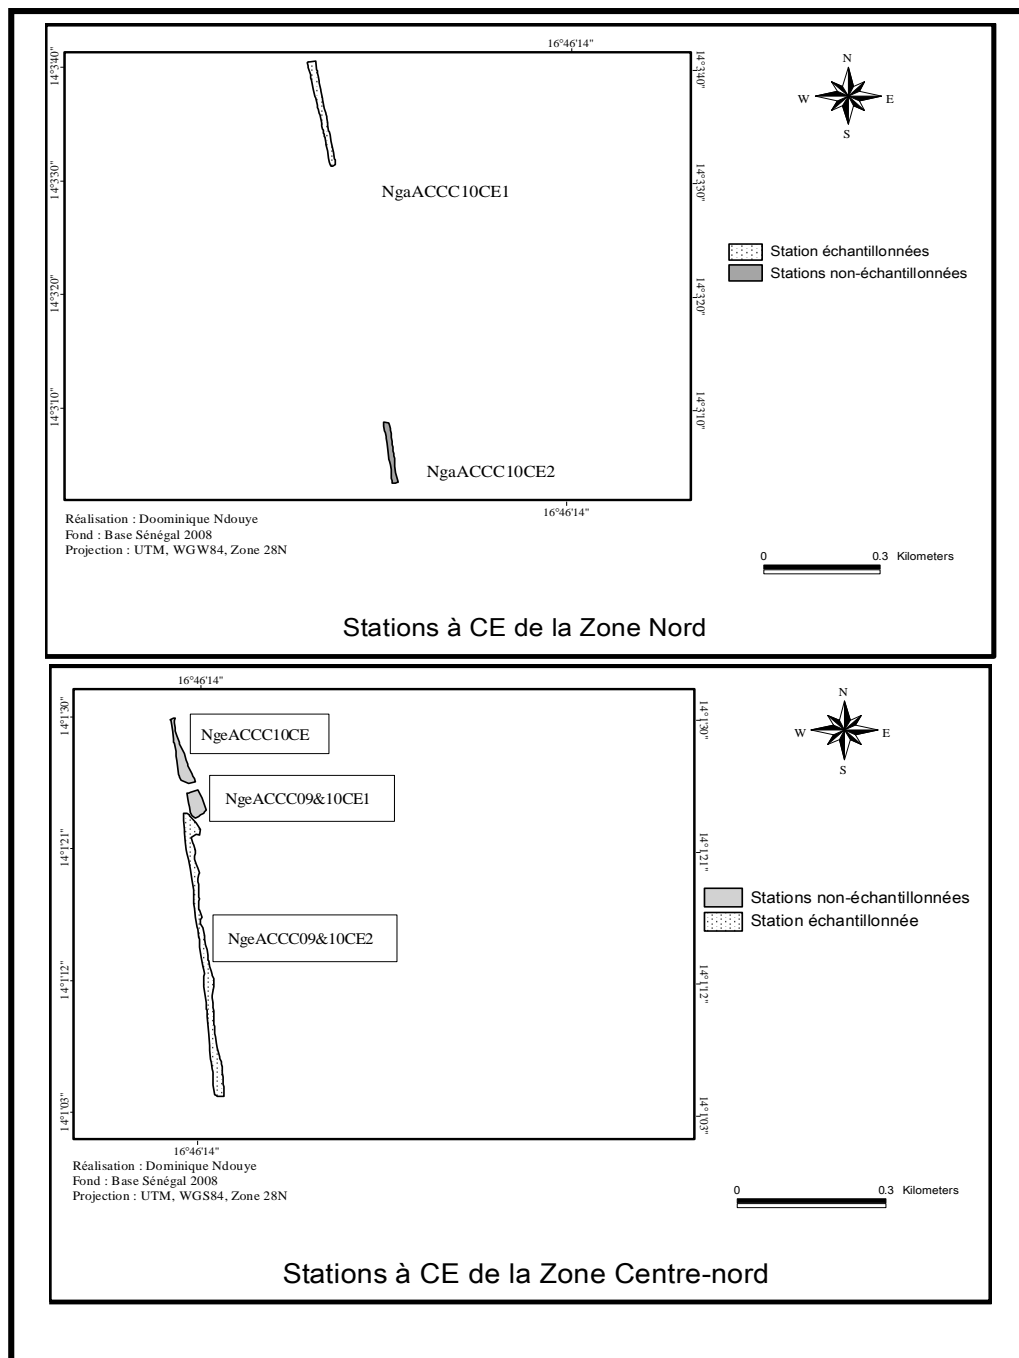 16°46'14"
14°3'40"
14°3'40"
N
W
E
S
14°3'30"
14°3'30"
NgaACCC10CE1
Station échantillonnées
Stations non-échantillonnées
14°3'20"
14°3'20"
14°3'10"
14°3'10"
NgaACCC10CE2
16°46'14"
Réalisation : Doominique Ndouye
Fond : Base Sénégal 2008
Projection : UTM, WGW84, Zone 28N
0 0.3 Kilometers
Stations à CE de la Zone Nord
16°46'14"
14°1'30"
14°1'30"
N
W
E
S
NgeACCC10CE
NgeACCC09&10CE1
14°1'21"
14°1'21"
Stations non-échantillonnées
Station échantillonnée
NgeACCC09&10CE2
14°1'12"
14°1'12"
14°1'03"
14°1'03"
16°46'14"
Réalisation : Dominique Ndouye
Fond : Base Sénégal 2008
Projection : UTM, WGS84, Zone 28N
0 0.3 Kilometers
Stations à CE de la Zone Centre-nord